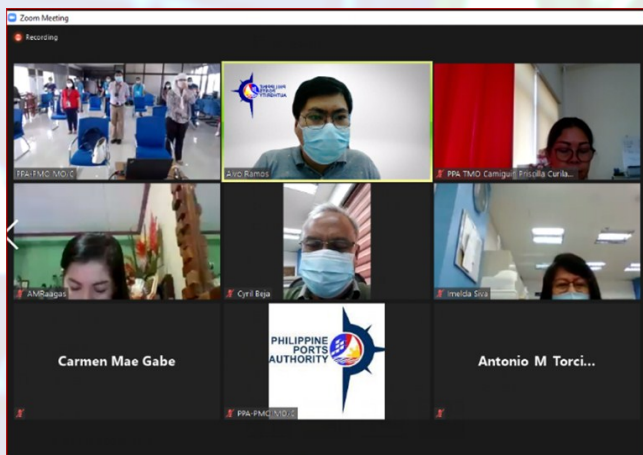 Zoom Meeting
Recording
PPA-PMO MO/C
Aivo Ramos
PPA TMO Camiguin Priscilla Curila...
AMRaagas
Cyril Beja
Imelda Siva
Carmen Mae Gabe
PHILIPPINE
PORTS
AUTHORITY
PPA-PMO MO/C
Antonio M Torci...